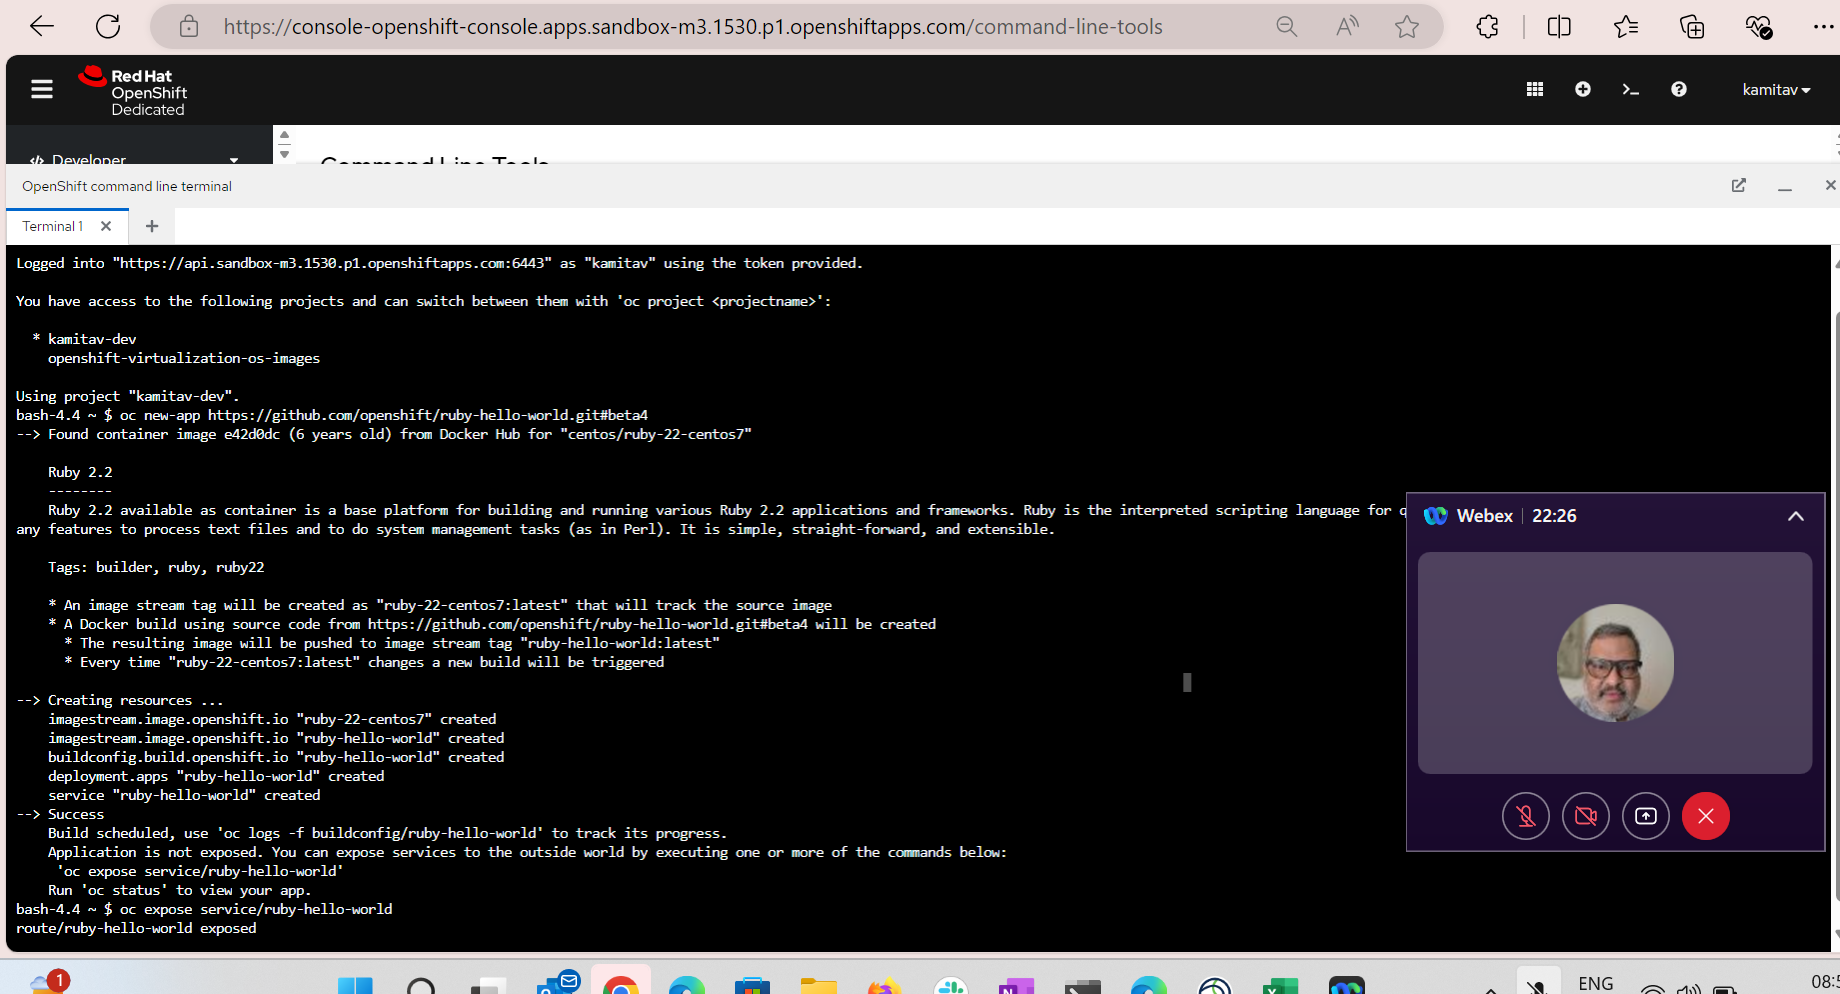 https://console-openshift-console.apps.sandbox-m3.1530.p1.openshiftapps.com/command-line-tools
Red Hat
OpenShift
Dedicated
kamitav
Developer
Command Line Tools
OpenShift command line terminal
Terminal 1
Logged into "https://api.sandbox-m3.1530.p1.openshiftapps.com:6443" as "kamitav" using the token provided.
You have access to the following projects and can switch between them with 'oc project <projectname>':
* kamitav-dev
openshift-virtualization-os-images
Using project "kamitav-dev".
bash-4.4 ~ $ oc new-app https://github.com/openshift/ruby-hello-world.git#beta4
--> Found container image e42d0dc (6 years old) from Docker Hub for "centos/ruby-22-centos7"
Ruby 2.2
--------
Ruby 2.2 available as container is a base platform for building and running various Ruby 2.2 applications and frameworks. Ruby is the interpreted scripting language for
any features to process text files and to do system management tasks (as in Perl). It is simple, straight-forward, and extensible.
Tags: builder, ruby, ruby22
* An image stream tag will be created as "ruby-22-centos7:latest" that will track the source image
* A Docker build using source code from https://github.com/openshift/ruby-hello-world.git#beta4 will be created
* The resulting image will be pushed to image stream tag "ruby-hello-world:latest"
* Every time "ruby-22-centos7:latest" changes a new build will be triggered
--> Creating resources ...
imagestream.image.openshift.io "ruby-22-centos7" created
imagestream.image.openshift.io "ruby-hello-world" created
buildconfig.build.openshift.io "ruby-hello-world" created
deployment.apps "ruby-hello-world" created
service "ruby-hello-world" created
--> Success
Build scheduled, use 'oc logs -f buildconfig/ruby-hello-world' to track its progress.
Application is not exposed. You can expose services to the outside world by executing one or more of the commands below:
'oc expose service/ruby-hello-world'
Run 'oc status' to view your app.
bash-4.4 ~ $ oc expose service/ruby-hello-world
route/ruby-hello-world exposed
Webex | 22:26
1
ENG